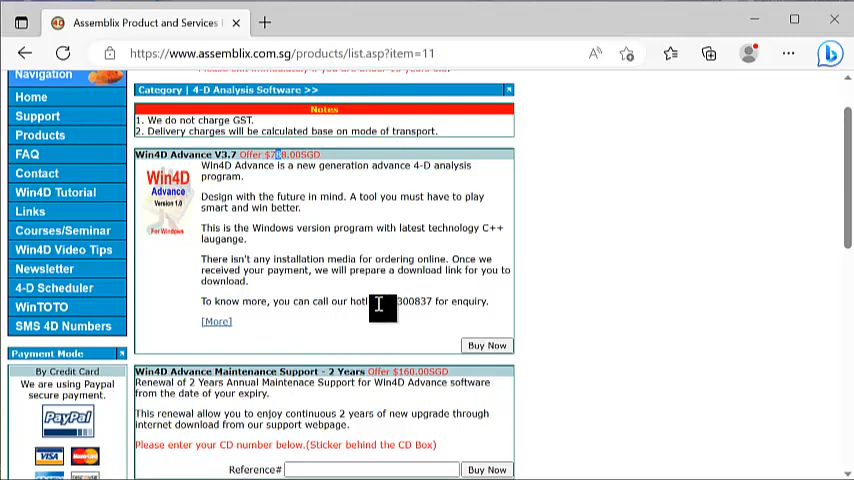 Assemblix Product and Services
https://www.assemblix.com.sg/products/list.asp?item=11
Navigation
Home
Support
Products
FAQ
Contact
Win4D Tutorial
Links
Courses/Seminar
Win4D Video Tips
Newsletter
4-D Scheduler
WinTOTO
SMS 4D Numbers
Payment Mode
By Credit Card
We are using Paypal
secure payment.
PayPal
VISA
MasterCard
Category | 4-D Analysis Software >>
Notes
1. We do not charge GST.
2. Delivery charges will be calculated base on mode of transport.
Win4D Advance V3.7 Offer $788.00SGD
Win4D
Advance
Version 1.0
For Windows
Win4D Advance is a new generation advance 4-D analysis
program.
Design with the future in mind. A tool you must have to play
smart and win better.
This is the Windows version program with latest technology C++
laugange.
There isn't any installation media for ordering online. Once we
received your payment, we will prepare a download link for you to
download.
To know more, you can call our 300837 for enquiry.
[More]
Buy Now
Win4D Advance Maintenance Support - 2 Years Offer $160.00SGD
Renewal of 2 Years Annual Maintenace Support for Win4D Advance software
from the date of your expiry.
This renewal allow you to enjoy continuous 2 years of new upgrade through
internet download from our support webpage.
Please enter your CD number below.(Sticker behind the CD Box)
Reference#
Buy Now